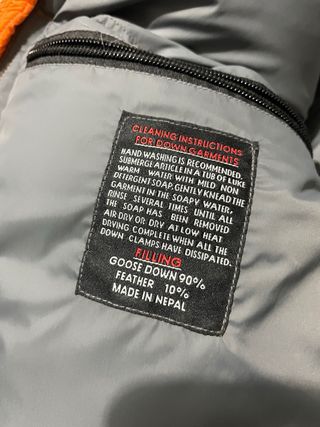 CLEANING INSTRUCTIONS
FOR DOWN GARMENTS
HAND WASHING IS RECOMMENDED.
SUBMERGE ARTICLE IN A TUB OF LUKE
WARM WATER WITH MILD NON
DETERGENT SOAP, GENTLY KNEAD THE
GARMENT IN THE SOAPY WATER.
RINSE SEVERAL TIMES UNTIL ALL
THE SOAP HAS BEEN REMOVED
AIR DRY OR DRY AT LOW HEAT
DRYING COMPLETE WHEN ALL THE
DOWN CLAMPS HAVE DISSIPATED.
FILLING
GOOSE DOWN 90%
FEATHER 10%
MADE IN NEPAL